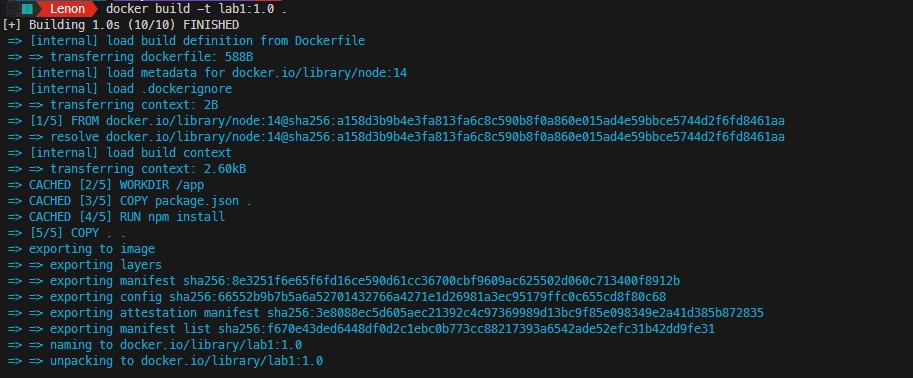 Lenon docker build -t lab1:1.0 .
[+] Building 1.0s (10/10) FINISHED
=> [internal] load build definition from Dockerfile
=> => transferring dockerfile: 588B
=> [internal] load metadata for docker.io/library/node:14
=> [internal] load .dockerignore
=> => transferring context: 2B
=> [1/5] FROM docker.io/library/node:14@sha256:a158d3b9b4e3fa813fa6c8c590b8f0a860e015ad4e59bbce5744d2f6fd8461aa
=> => resolve docker.io/library/node:14@sha256:a158d3b9b4e3fa813fa6c8c590b8f0a860e015ad4e59bbce5744d2f6fd8461aa
=> [internal] load build context
=> => transferring context: 2.60kB
=> CACHED [2/5] WORKDIR /app
=> CACHED [3/5] COPY package.json .
=> CACHED [4/5] RUN npm install
=> [5/5] COPY . .
=> exporting to image
=> => exporting layers
=> => exporting manifest sha256:8e3251f6e65f6fd16ce590d61cc36700cbf9609ac625502d060c713400f8912b
=> => exporting config sha256:66552b9b7b5a6a52701432766a4271e1d26981a3ec95179ffc0c655cd8f80c68
=> => exporting attestation manifest sha256:3e8088ec5d605aec21392c4c97369989d13bc9f85e098349e2a41d385b872835
=> => exporting manifest list sha256:f670e43ded6448df0d2c1ebc0b773cc88217393a6542ade52efc31b42dd9fe31
=> => naming to docker.io/library/lab1:1.0
=> => unpacking to docker.io/library/lab1:1.0